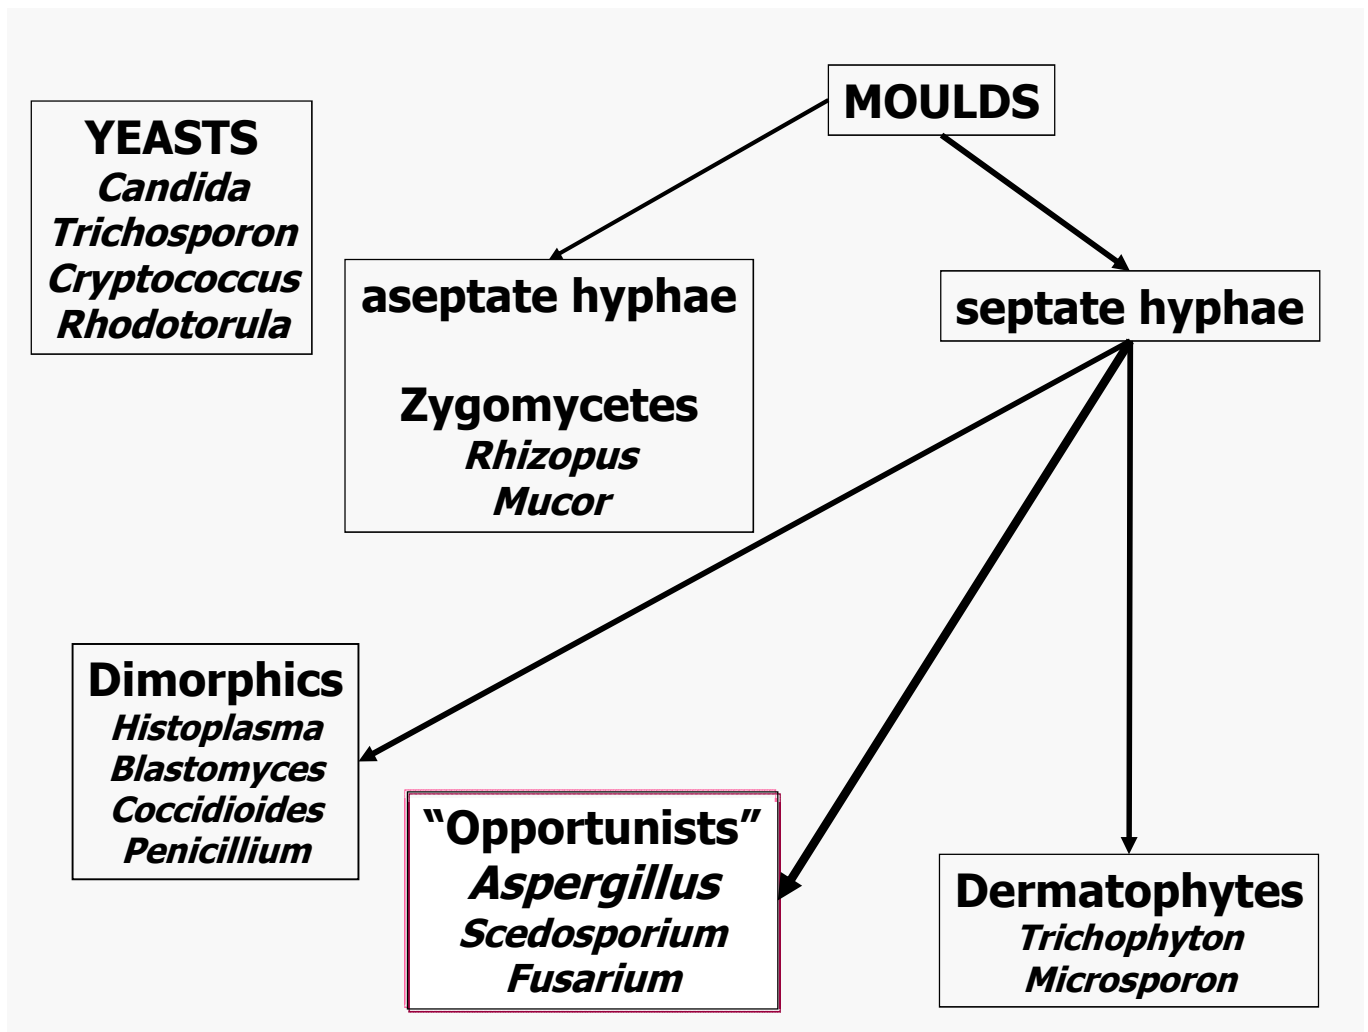 MOULDS
YEASTS
Candida
Trichosporon
Cryptococcus
Rhodotorula
aseptate hyphae
Zygomycetes
Rhizopus
Mucor
septate hyphae
Dimorphics
Histoplasma
Blastomyces
Coccidioides
Penicillium
“Opportunists”
Aspergillus
Scedosporium
Fusarium
Dermatophytes
Trichophyton
Microsporon